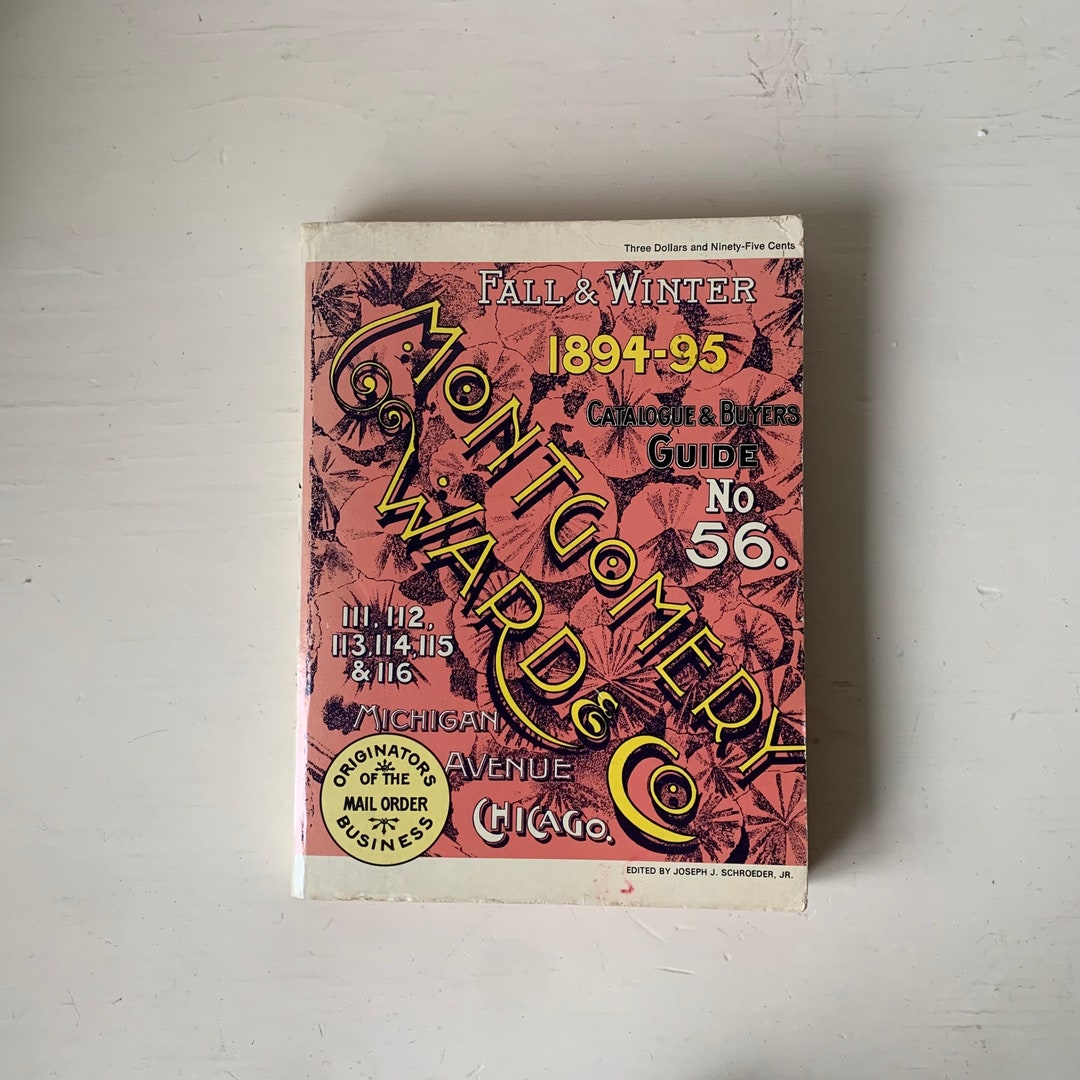 Three Dollars and Ninety-Five Cents
FALL & WINTER
1894-95
CATALOGUE & BUYERS
GUIDE
No.
56.
MONTGOMERY
WARD &
CO
111, 112,
113, 114, 115
& 116
MICHIGAN
AVENUE
CHICAGO.
ORIGINATORS
OF THE
MAIL ORDER
BUSINESS
EDITED BY JOSEPH J. SCHROEDER, JR.